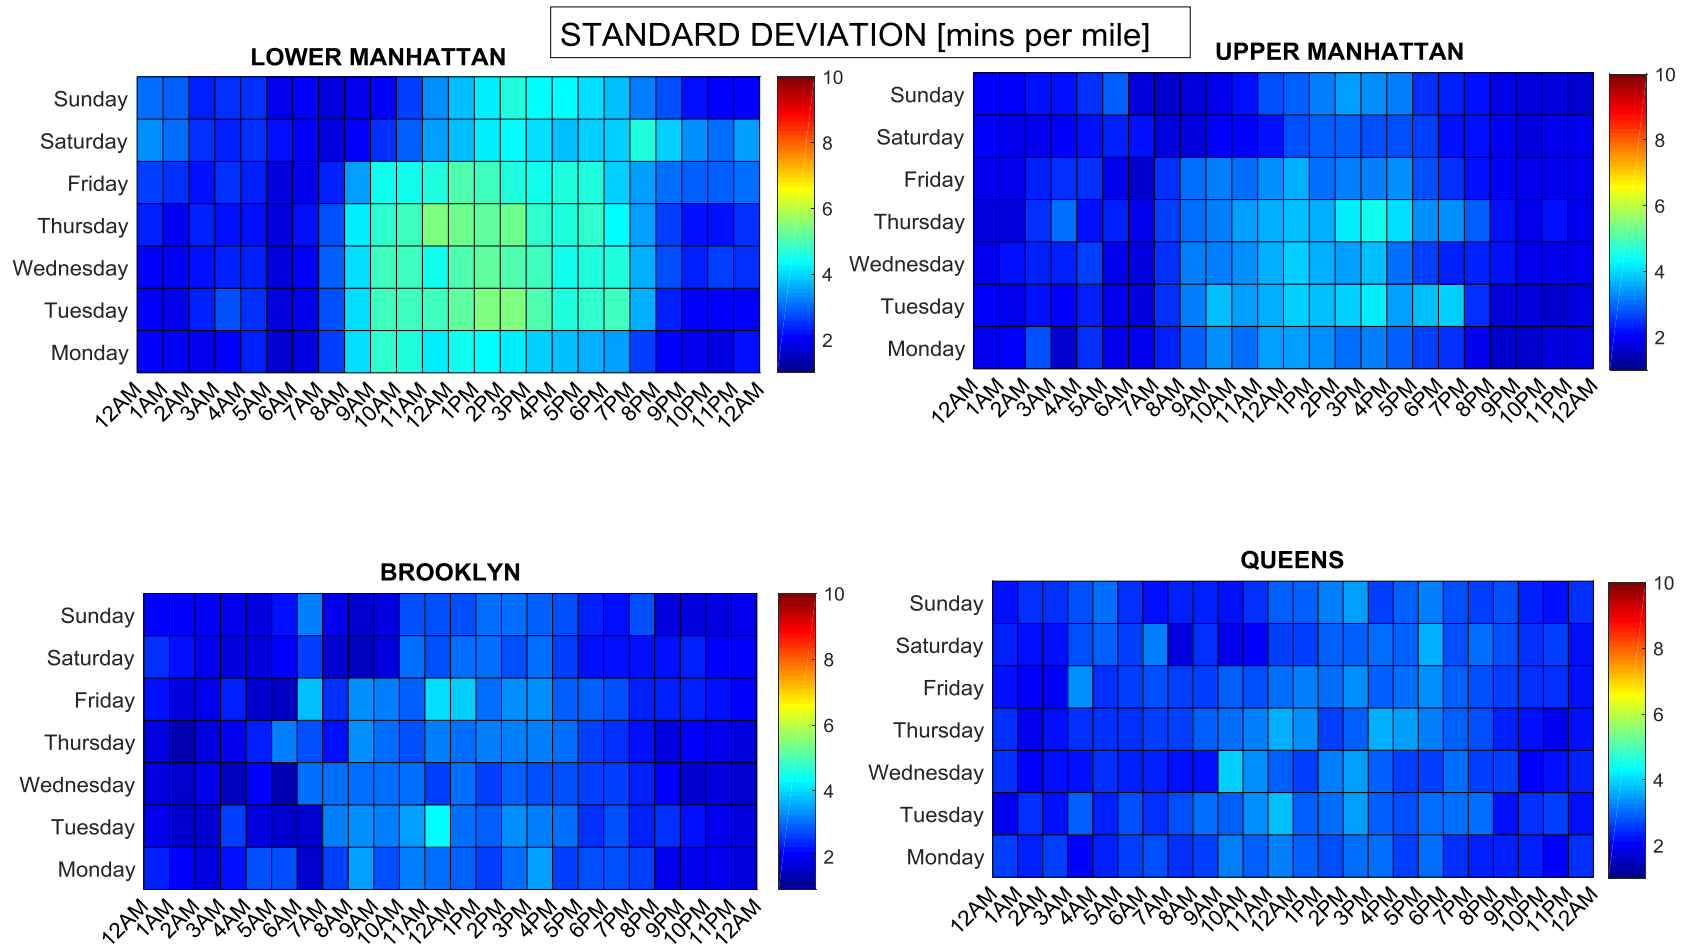 STANDARD DEVIATION [mins per mile]
LOWER MANHATTAN
Sunday
Saturday
Friday
Thursday
Wednesday
Tuesday
Monday
12AM 1AM 2AM 3AM 4AM 5AM 6AM 7AM 8AM 9AM 10AM 11AM 12AM 1PM 2PM 3PM 4PM 5PM 6PM 7PM 8PM 9PM 10PM 11PM 12AM
10
8
6
4
2
UPPER MANHATTAN
Sunday
Saturday
Friday
Thursday
Wednesday
Tuesday
Monday
12AM 1AM 2AM 3AM 4AM 5AM 6AM 7AM 8AM 9AM 10AM 11AM 12AM 1PM 2PM 3PM 4PM 5PM 6PM 7PM 8PM 9PM 10PM 11PM 12AM
10
8
6
4
2
BROOKLYN
Sunday
Saturday
Friday
Thursday
Wednesday
Tuesday
Monday
12AM 1AM 2AM 3AM 4AM 5AM 6AM 7AM 8AM 9AM 10AM 11AM 12AM 1PM 2PM 3PM 4PM 5PM 6PM 7PM 8PM 9PM 10PM 11PM 12AM
10
8
6
4
2
QUEENS
Sunday
Saturday
Friday
Thursday
Wednesday
Tuesday
Monday
12AM 1AM 2AM 3AM 4AM 5AM 6AM 7AM 8AM 9AM 10AM 11AM 12AM 1PM 2PM 3PM 4PM 5PM 6PM 7PM 8PM 9PM 10PM 11PM 12AM
10
8
6
4
2